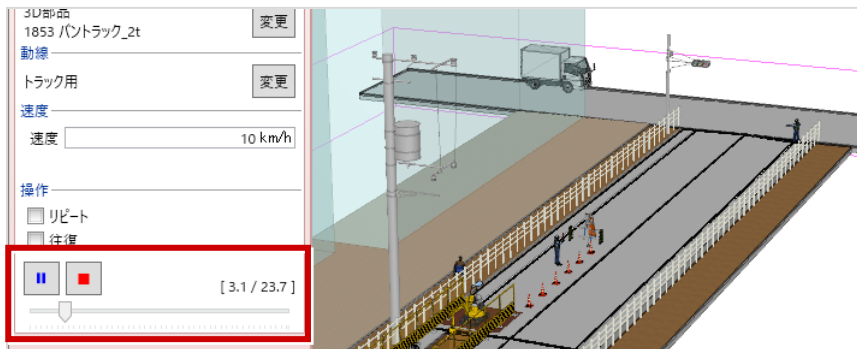 3D部品
1853 バントラック_2t
変更
動線
トラック用
変更
速度
速度
10 km/h
操作
リピート
往復
[ 3.1 / 23.7 ]